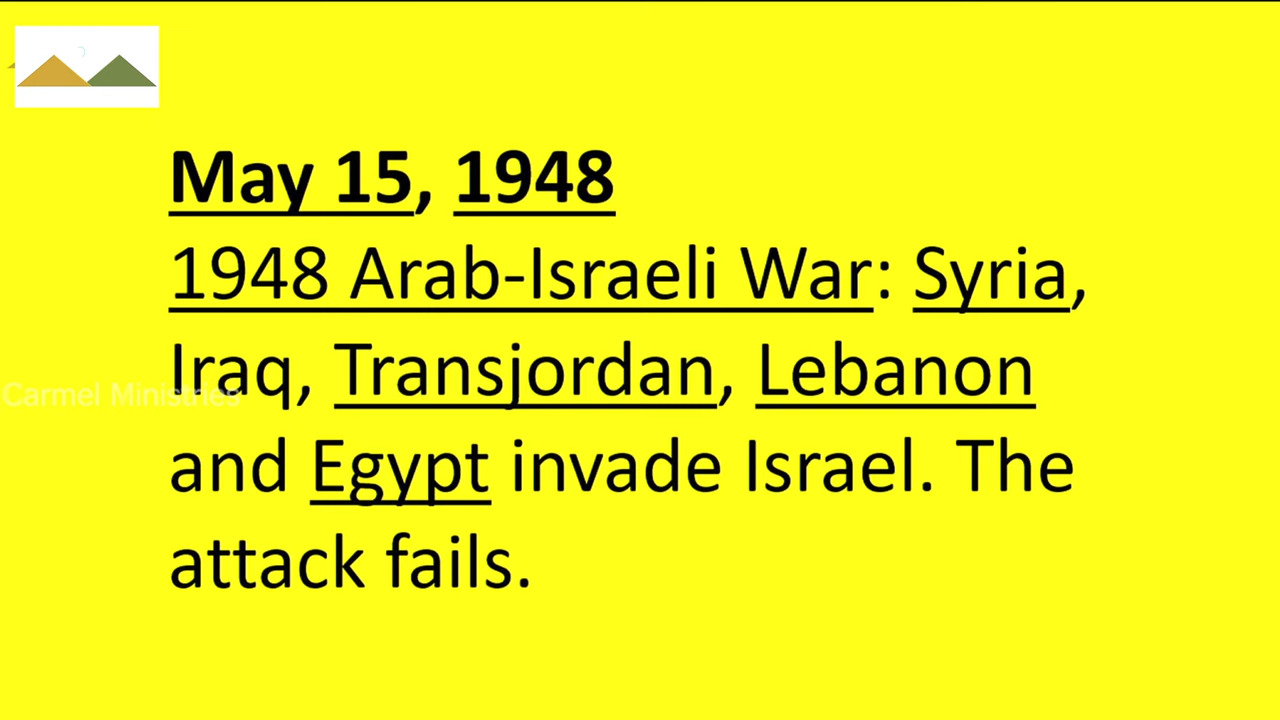 May 15, 1948
1948 Arab-Israeli War: Syria,
Iraq, Transjordan, Lebanon
Carmel Ministries
and Egypt invade Israel. The
attack fails.